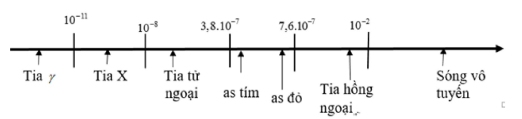 10⁻¹¹ 10⁻⁸ 3,8.10⁻⁷ 7,6.10⁻⁷ 10⁻²
Tia γ Tia X Tia tử ngoại as tím as đỏ Tia hồng ngoại Sóng vô tuyến